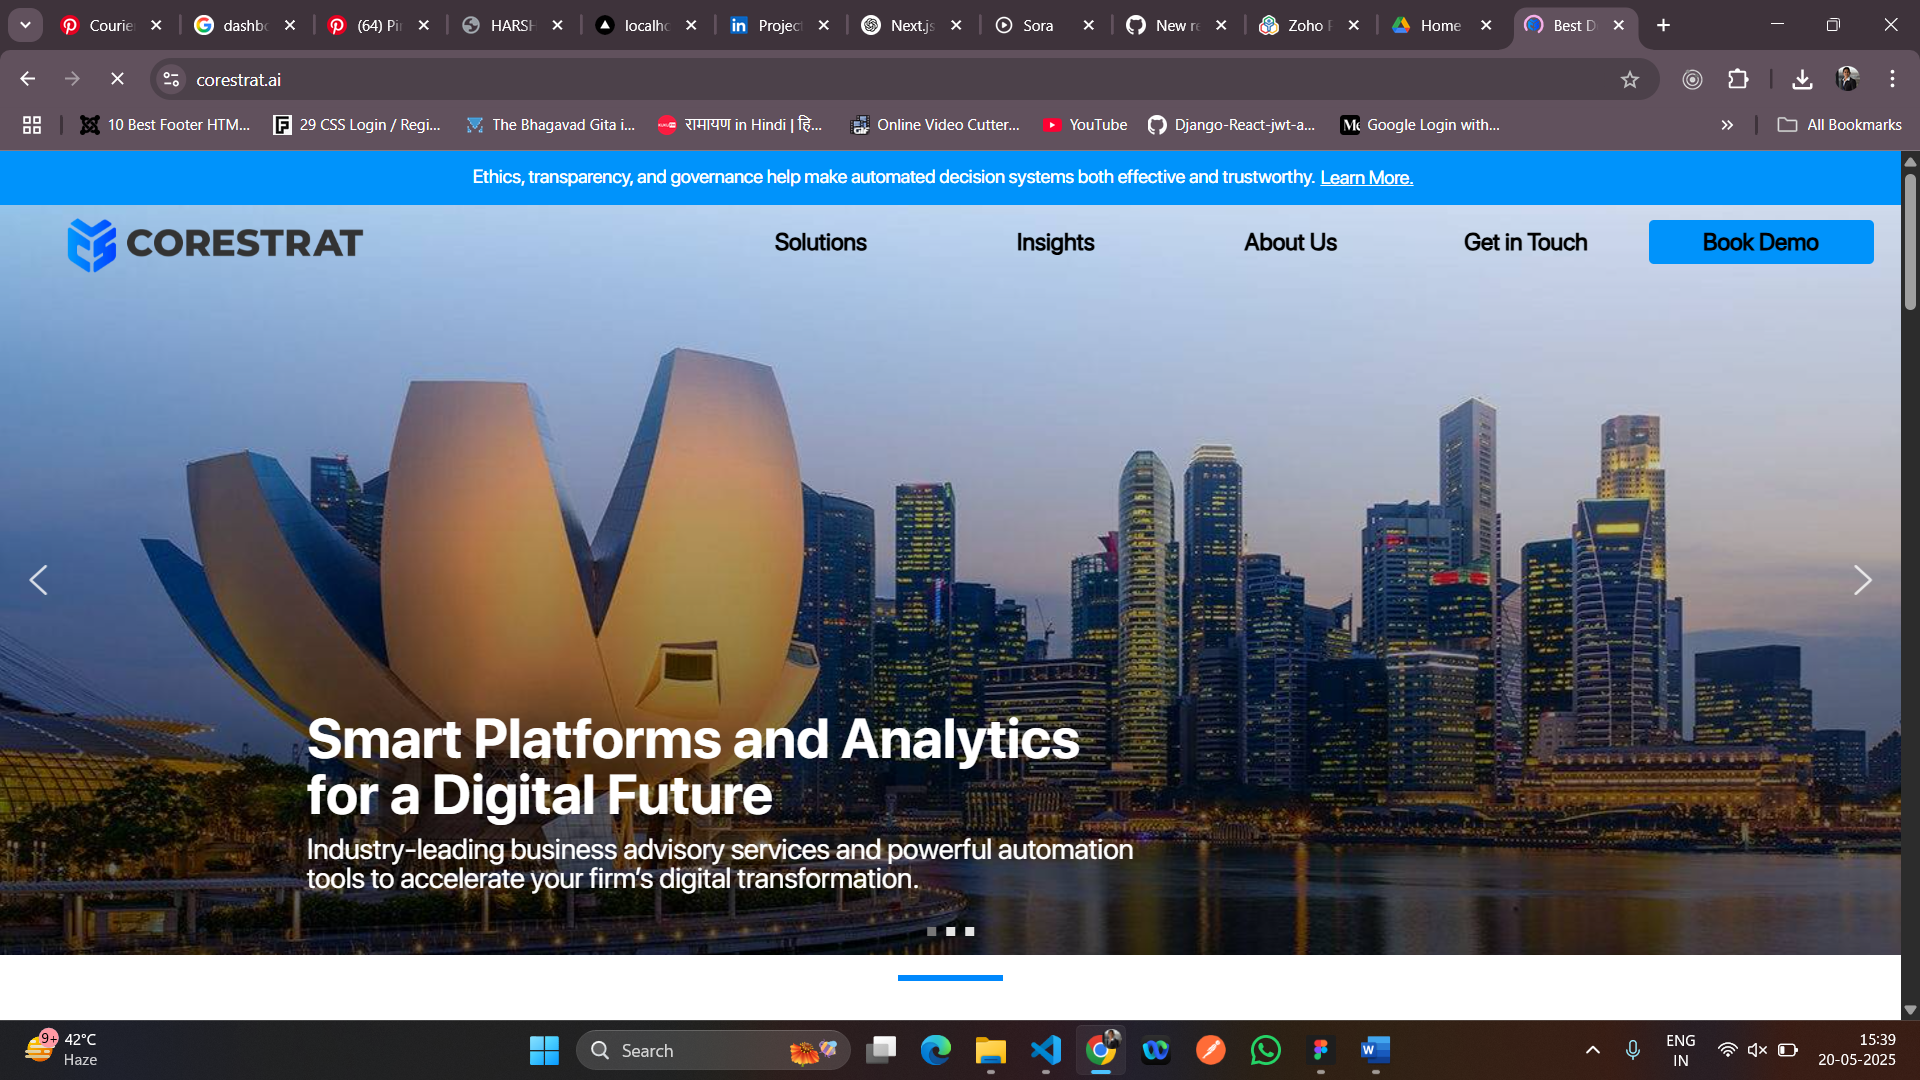 Courie
dashbo
(64) Pin
HARSH
localho
Project
Next.js
Sora
New re
Zoho P
Home
Best D
corestrat.ai
10 Best Footer HTM...
29 CSS Login / Regi...
The Bhagavad Gita i...
रामायण in Hindi | हि...
Online Video Cutter...
YouTube
Django-React-jwt-a...
Google Login with...
All Bookmarks
Ethics, transparency, and governance help make automated decision systems both effective and trustworthy. Learn More.
CORESTRAT
Solutions
Insights
About Us
Get in Touch
Book Demo
Smart Platforms and Analytics
for a Digital Future
Industry-leading business advisory services and powerful automation
tools to accelerate your firm's digital transformation.
9+
42°C
Haze
Search
ENG
IN
15:39
20-05-2025